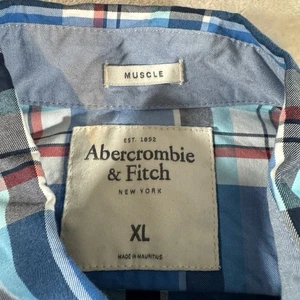 MUSCLE
EST. 1892
Abercrombie
& Fitch
NEW YORK
XL
MADE IN MAURITIUS